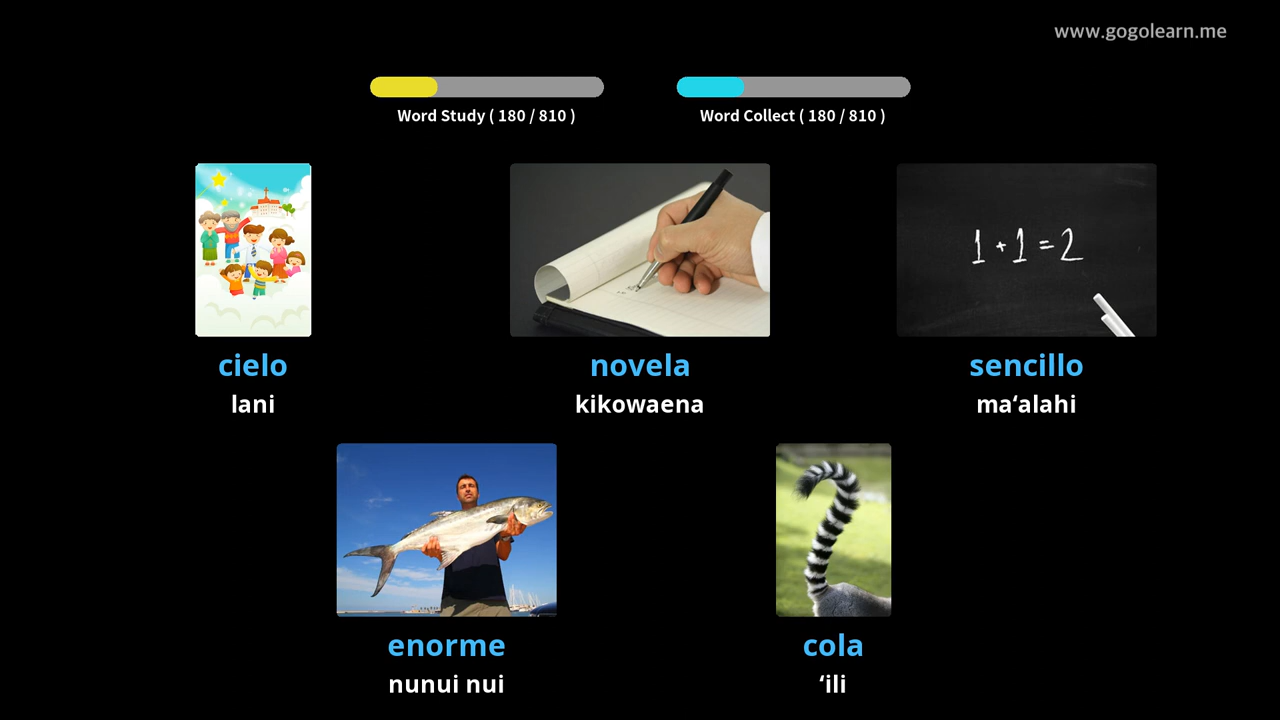 www.gogolearn.me
Word Study ( 180 / 810 )
Word Collect ( 180 / 810 )
1 + 1 = 2
cielo
lani
novela
kikowaena
sencillo
maʻalahi
enorme
nunui nui
cola
ʻili